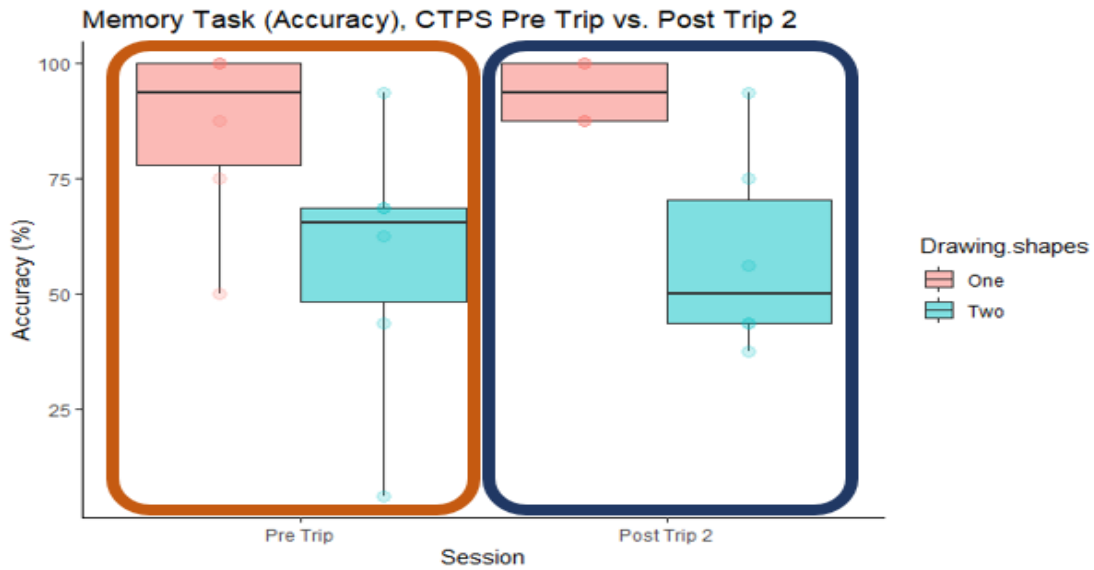 Memory Task (Accuracy), CTPS Pre Trip vs. Post Trip 2
100
75
50
25
Accuracy (%)
Pre Trip
Post Trip 2
Session
Drawing.shapes
One
Two